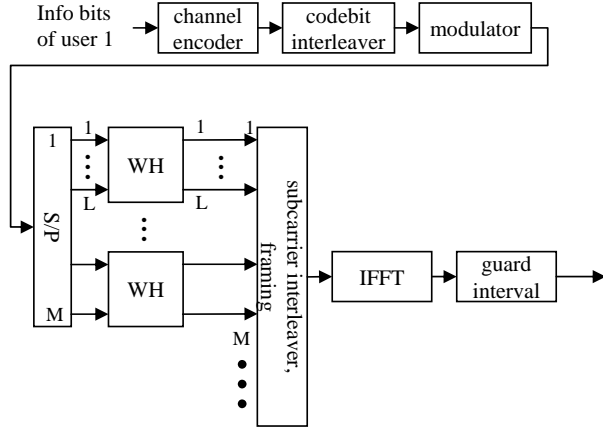 Info bits
of user 1
channel
encoder
codebit
interleaver
modulator
S/P
1
M
1
L
WH
WH
1
L
1
M
subcarrier interleaver,
framing
IFFT
guard
interval